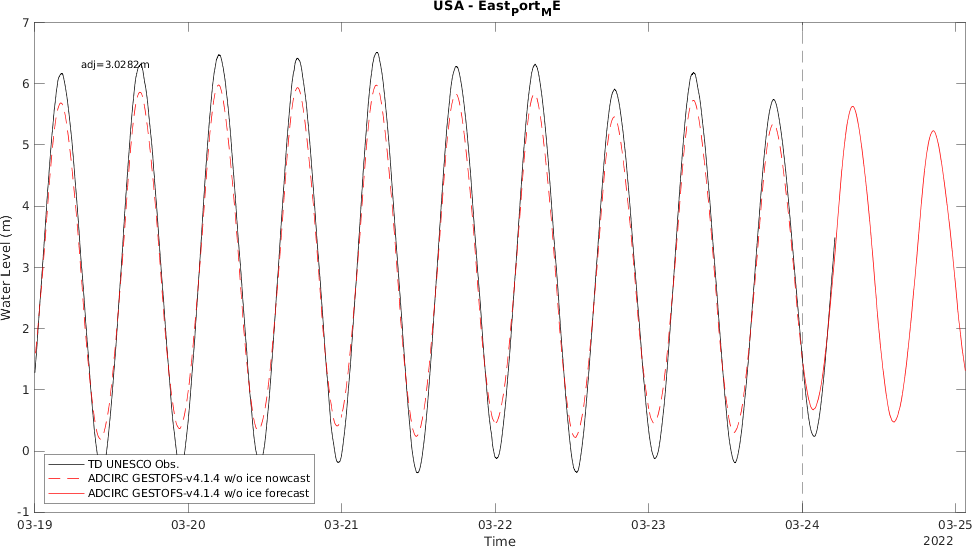 USA - East_Port_ME
7
6
5
4
3
2
1
0
-1
Water Level (m)
adj=3.0282m
TD UNESCO Obs.
ADCIRC GESTOFS-v4.1.4 w/o ice nowcast
ADCIRC GESTOFS-v4.1.4 w/o ice forecast
03-19 03-20 03-21 03-22 03-23 03-24 03-25
Time
2022